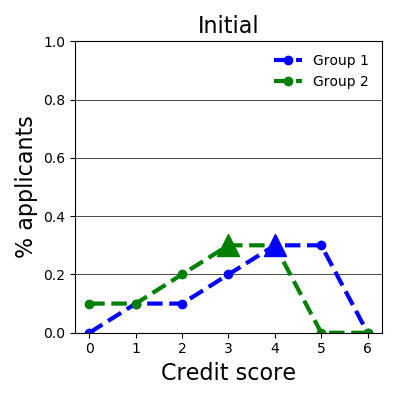 Initial
Group 1
Group 2
% applicants
1.0
0.8
0.6
0.4
0.2
0.0
0 1 2 3 4 5 6
Credit score